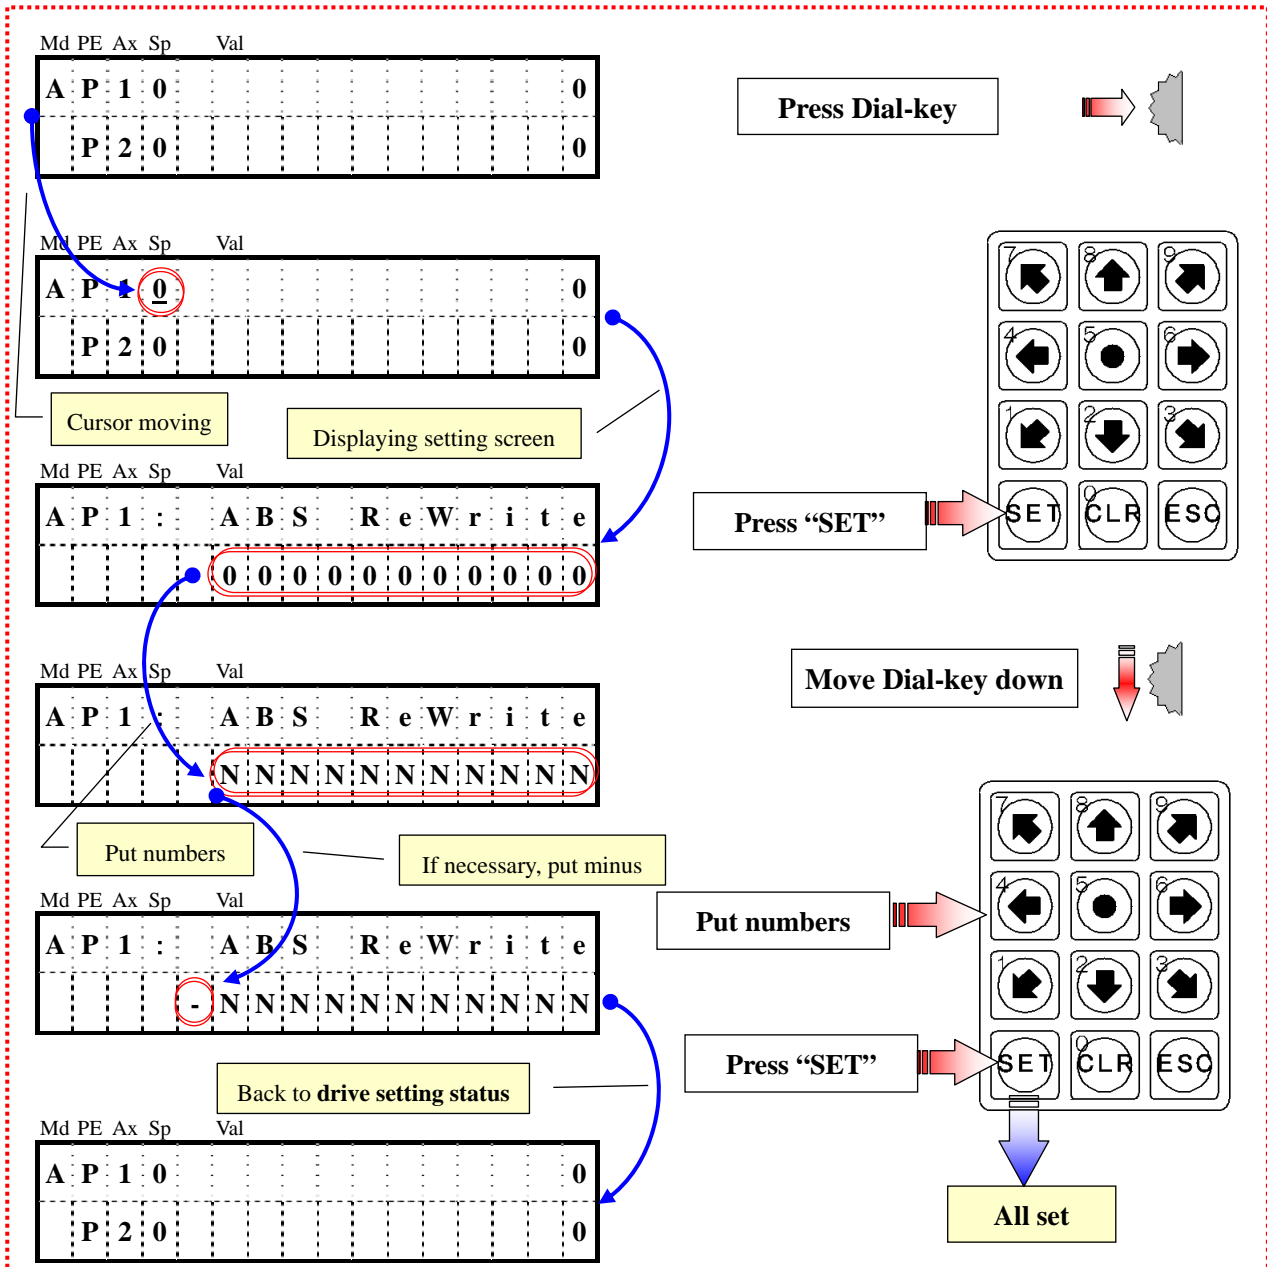 Md PE Ax Sp Val
A P 1 0 0
P 2 0 0
Press Dial-key
Md PE Ax Sp Val
A P 1 0 0
P 2 0 0
Cursor moving
Displaying setting screen
7 8 9
4 5 6
1 2 3
0
SET CLR ESC
Press “SET”
Md PE Ax Sp Val
A P 1 : A B S R e W r i t e
0 0 0 0 0 0 0 0 0 0 0
Move Dial-key down
Md PE Ax Sp Val
A P 1 : A B S R e W r i t e
N N N N N N N N N N N
Put numbers
If necessary, put minus
7 8 9
4 5 6
1 2 3
0
SET CLR ESC
Put numbers
Md PE Ax Sp Val
A P 1 : A B S R e W r i t e
- N N N N N N N N N N N
Press “SET”
Back to drive setting status
Md PE Ax Sp Val
A P 1 0 0
P 2 0 0
All set